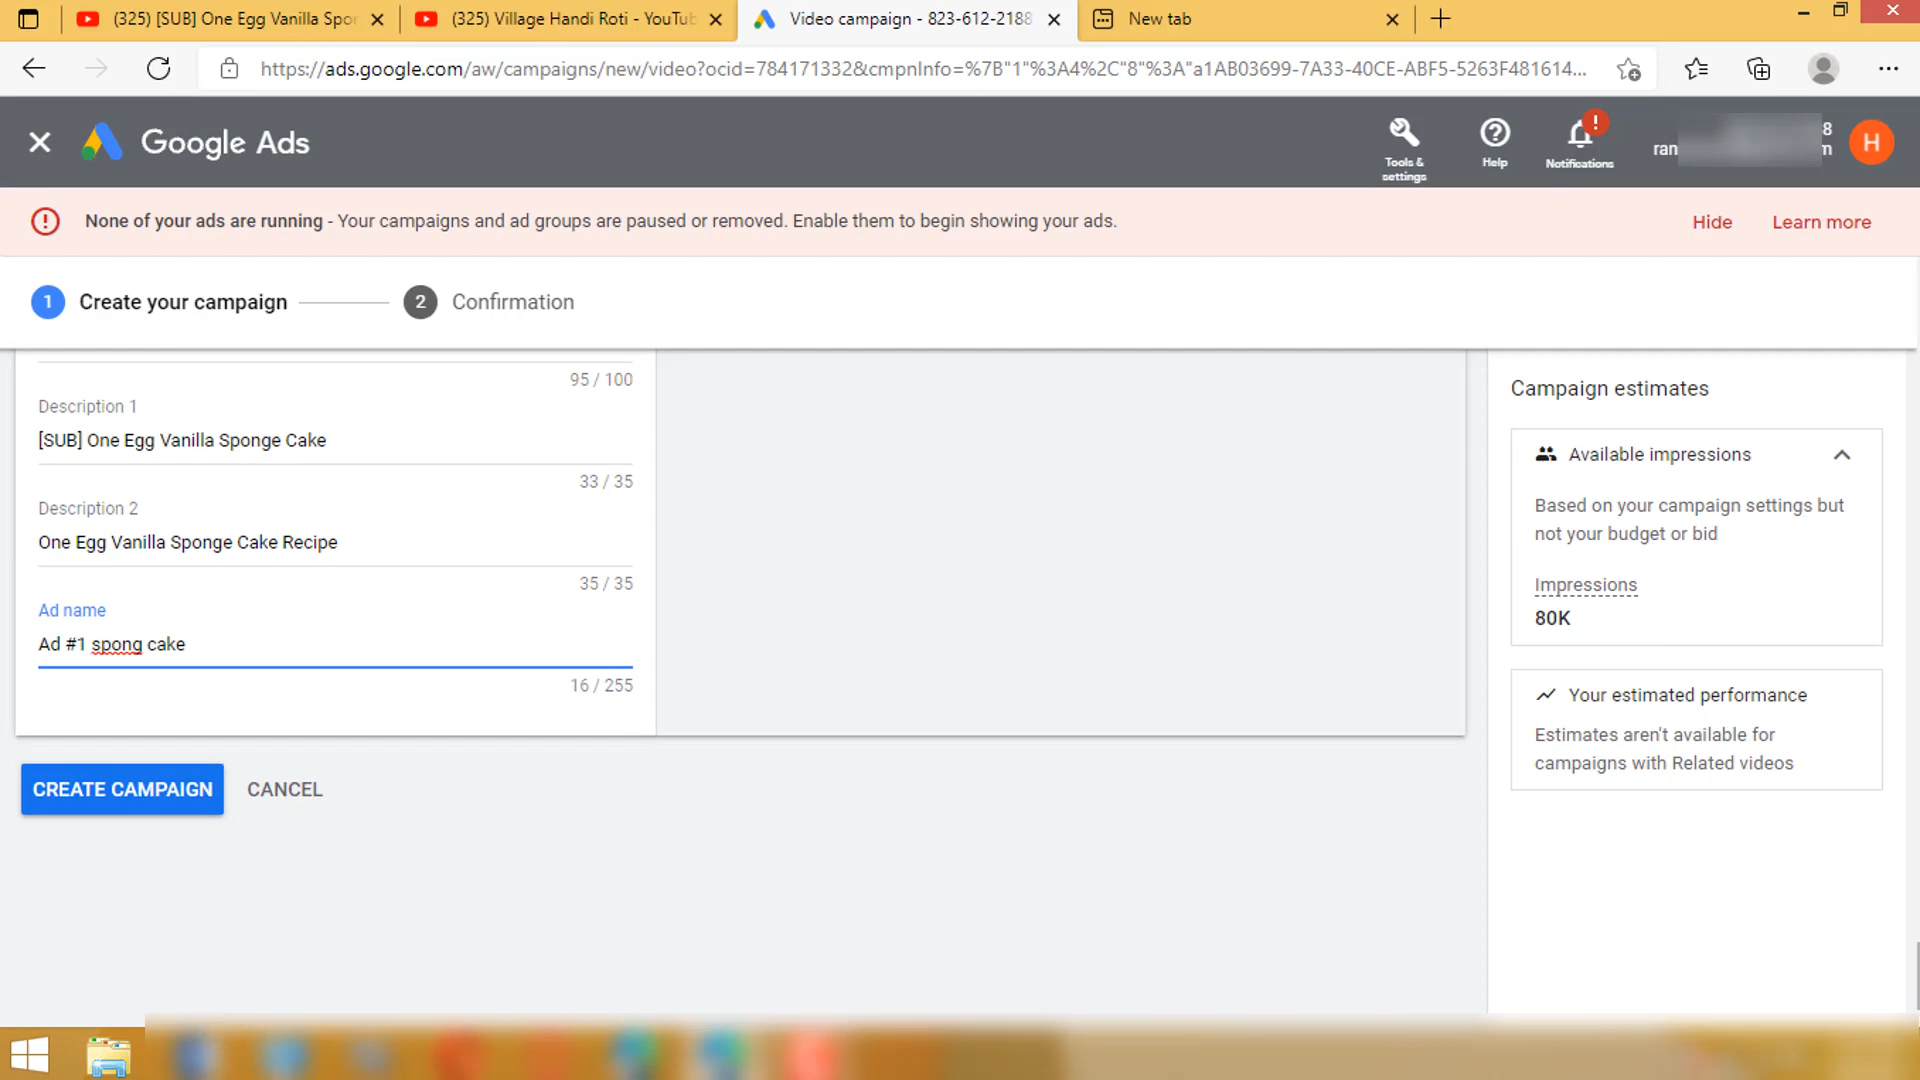 (325) [SUB] One Egg Vanilla Spor
(325) Village Handi Roti - YouTub
Video campaign - 823-612-2188
New tab
https://ads.google.com/aw/campaigns/new/video?ocid=784171332&cmpnInfo=%7B"1"%3A4%2C"8"%3A"a1AB03699-7A33-40CE-ABF5-5263F481614...
Google Ads
Tools &
settings
Help
!
Notifications
8
ran
m
H
None of your ads are running - Your campaigns and ad groups are paused or removed. Enable them to begin showing your ads.
Hide
Learn more
1
Create your campaign
2
Confirmation
95 / 100
Description 1
[SUB] One Egg Vanilla Sponge Cake
33 / 35
Description 2
One Egg Vanilla Sponge Cake Recipe
35 / 35
Ad name
Ad #1 spong cake
16 / 255
CREATE CAMPAIGN
CANCEL
Campaign estimates
Available impressions
Based on your campaign settings but
not your budget or bid
Impressions
80K
Your estimated performance
Estimates aren't available for
campaigns with Related videos